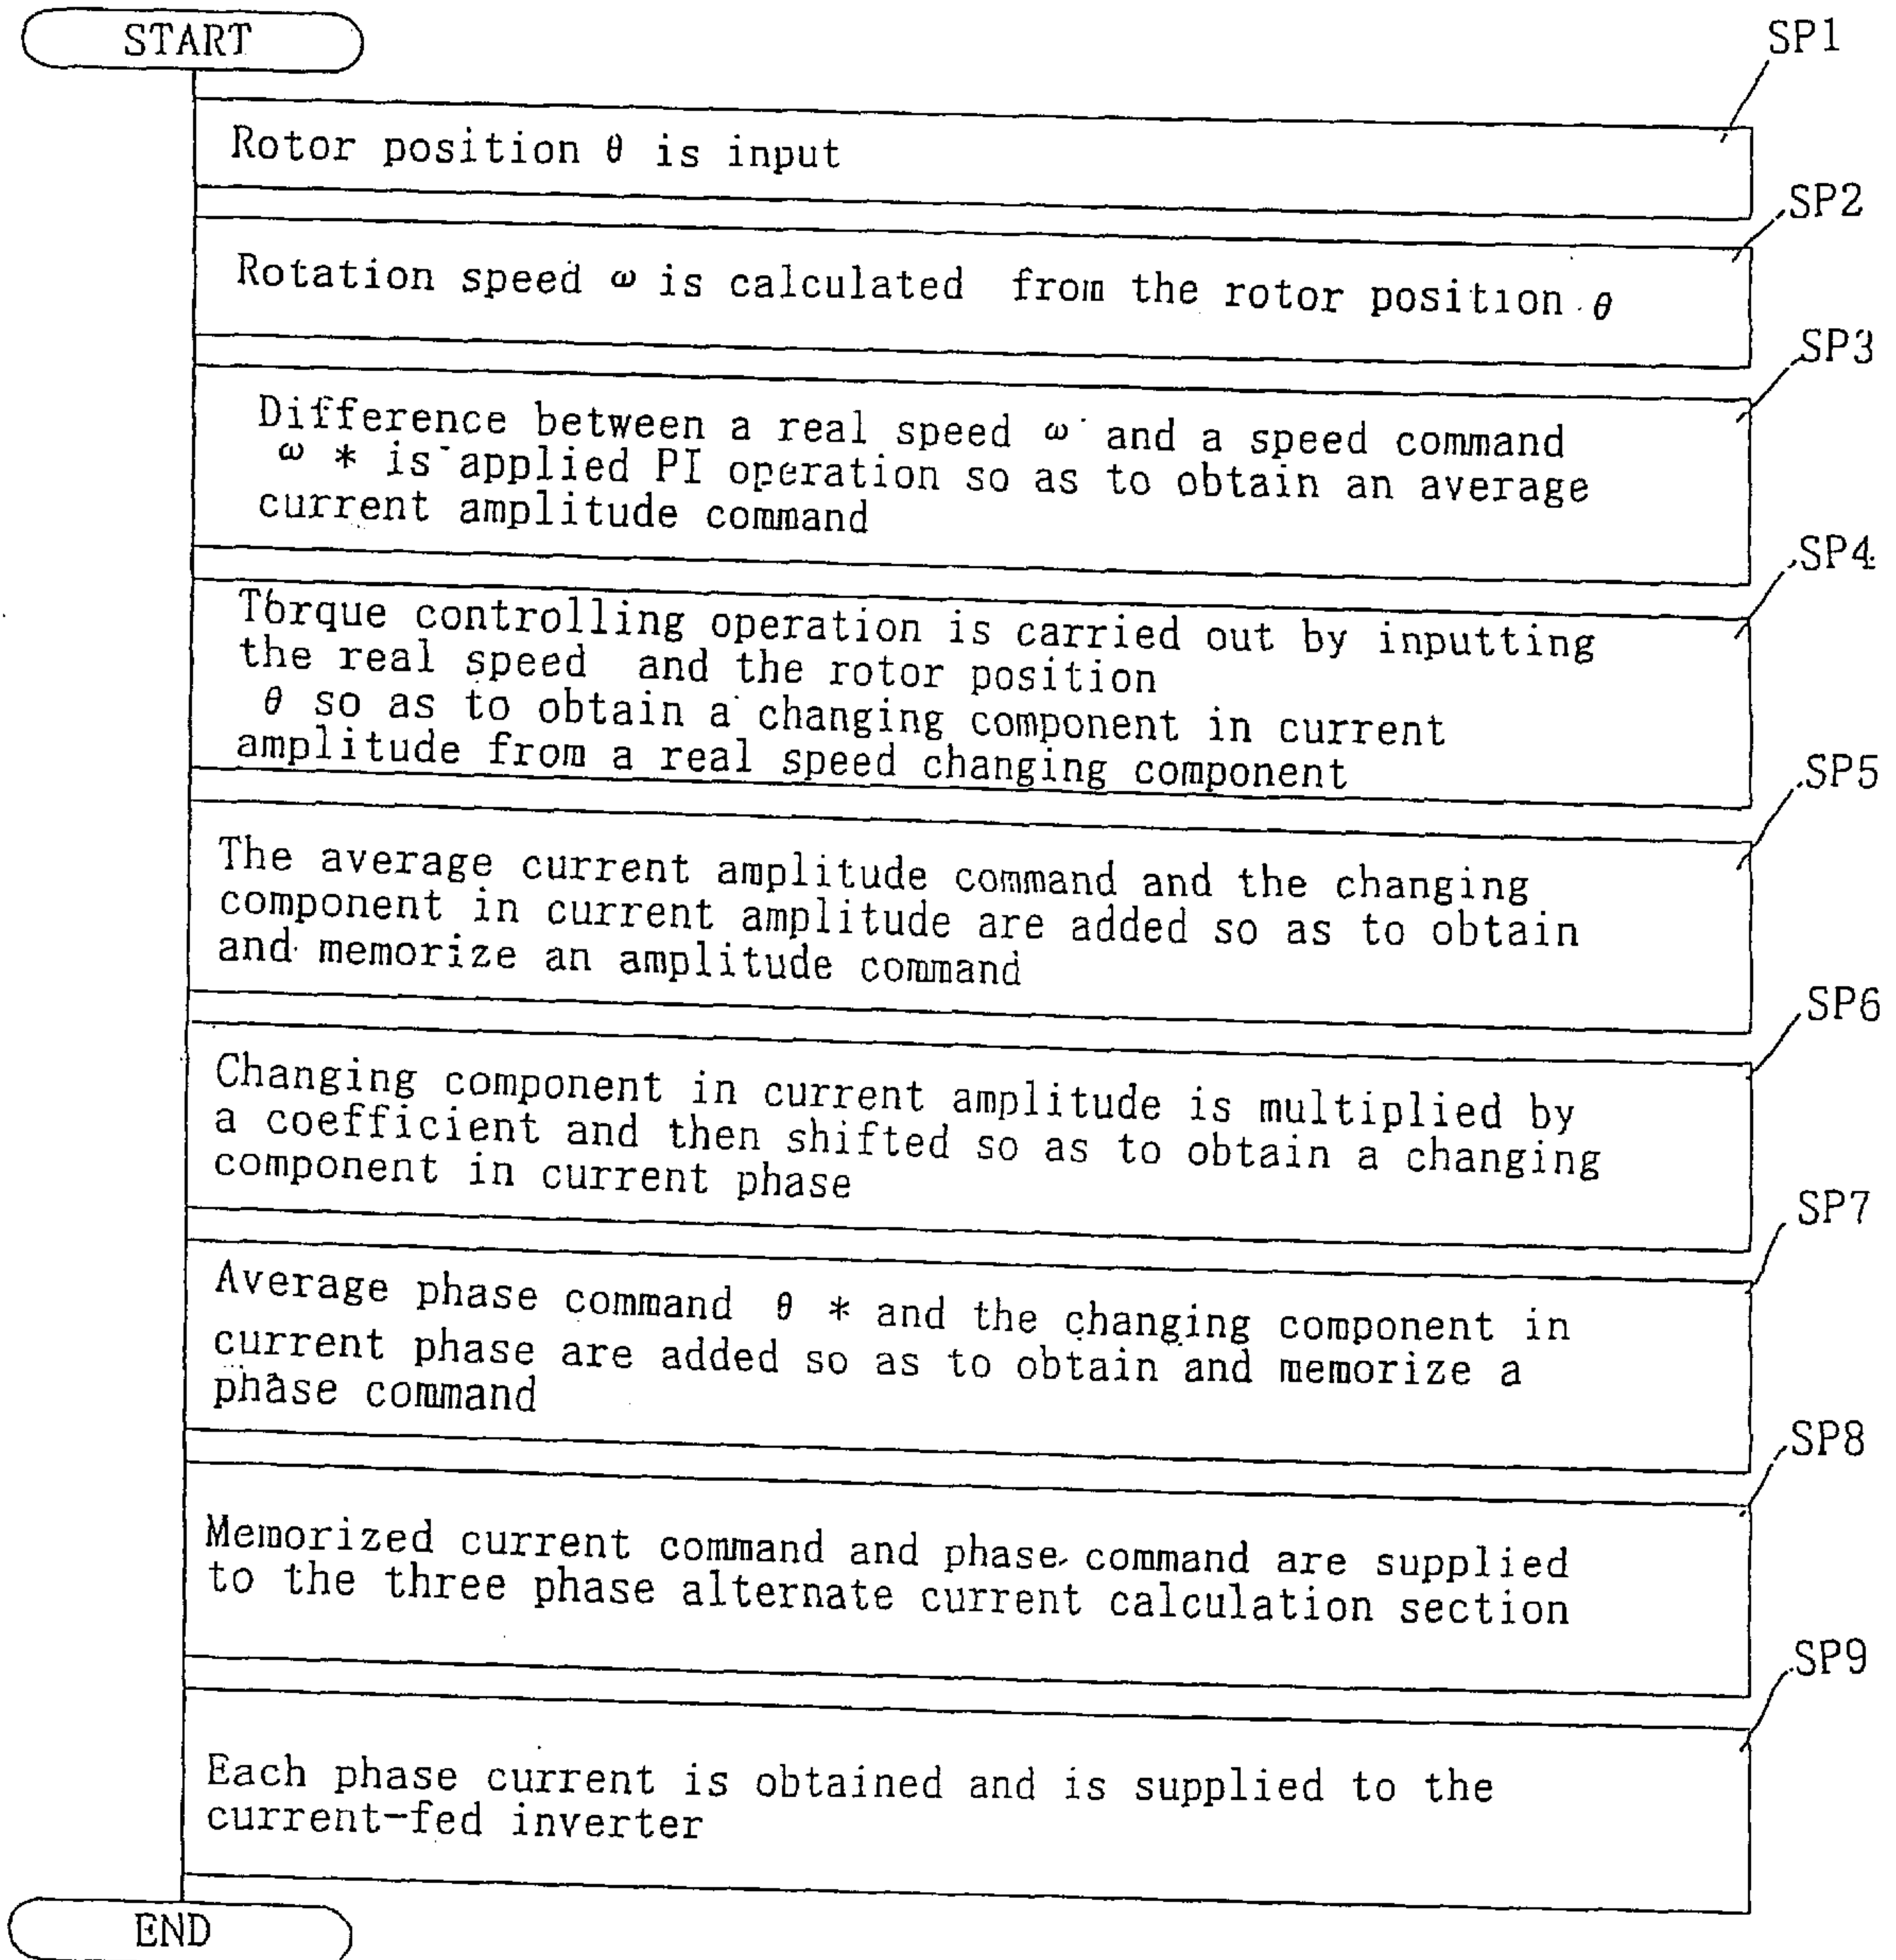 START
SP1
Rotor position θ is input
SP2
Rotation speed ω is calculated from the rotor position θ
SP3
Difference between a real speed ω and a speed command
ω * is applied PI operation so as to obtain an average
current amplitude command
SP4
Torque controlling operation is carried out by inputting
the real speed and the rotor position
θ so as to obtain a changing component in current
amplitude from a real speed changing component
SP5
The average current amplitude command and the changing
component in current amplitude are added so as to obtain
and memorize an amplitude command
SP6
Changing component in current amplitude is multiplied by
a coefficient and then shifted so as to obtain a changing
component in current phase
SP7
Average phase command θ * and the changing component in
current phase are added so as to obtain and memorize a
phase command
SP8
Memorized current command and phase command are supplied
to the three phase alternate current calculation section
SP9
Each phase current is obtained and is supplied to the
current-fed inverter
END